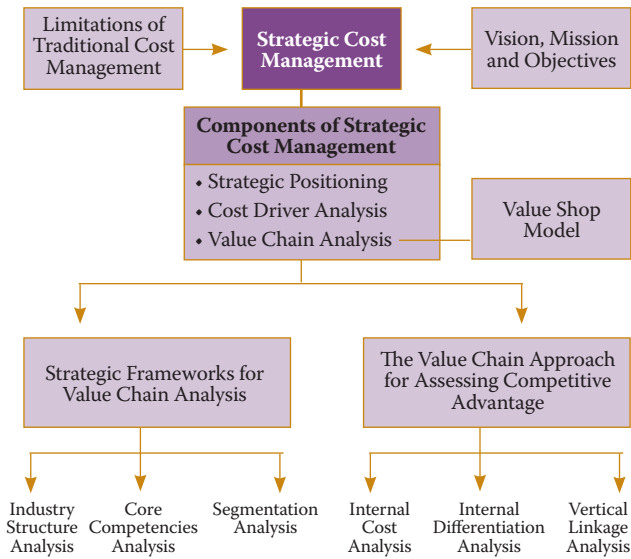 Limitations of
Traditional Cost
Management
Strategic Cost
Management
Vision, Mission
and Objectives
Components of Strategic
Cost Management
• Strategic Positioning
• Cost Driver Analysis
• Value Chain Analysis
Value Shop
Model
Strategic Frameworks for
Value Chain Analysis
The Value Chain Approach
for Assessing Competitive
Advantage
Industry
Structure
Analysis
Core
Competencies
Analysis
Segmentation
Analysis
Internal
Cost
Analysis
Internal
Differentiation
Analysis
Vertical
Linkage
Analysis